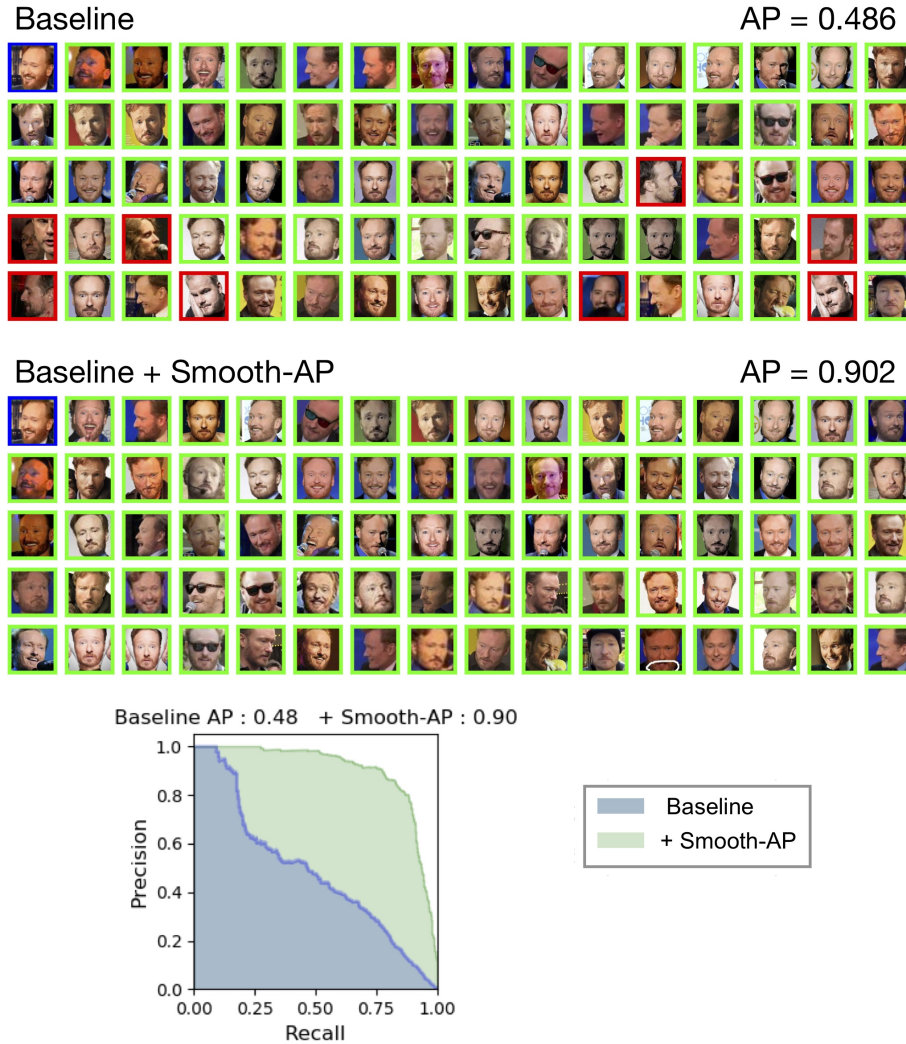 Baseline AP = 0.486
Baseline + Smooth-AP AP = 0.902
Baseline AP : 0.48 + Smooth-AP : 0.90
1.0
0.8
0.6
0.4
0.2
0.0
Precision
0.00 0.25 0.50 0.75 1.00
Recall
Baseline
+ Smooth-AP